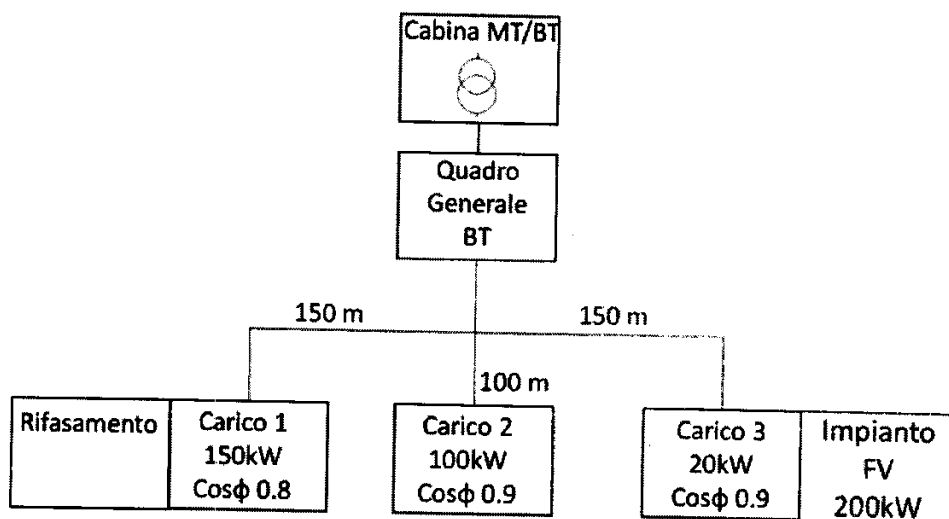 Cabina MT/BT
Quadro
Generale
BT
150 m
150 m
100 m
Rifasamento
Carico 1
150kW
Cosϕ 0.8
Carico 2
100kW
Cosϕ 0.9
Carico 3
20kW
Cosϕ 0.9
Impianto
FV
200kW